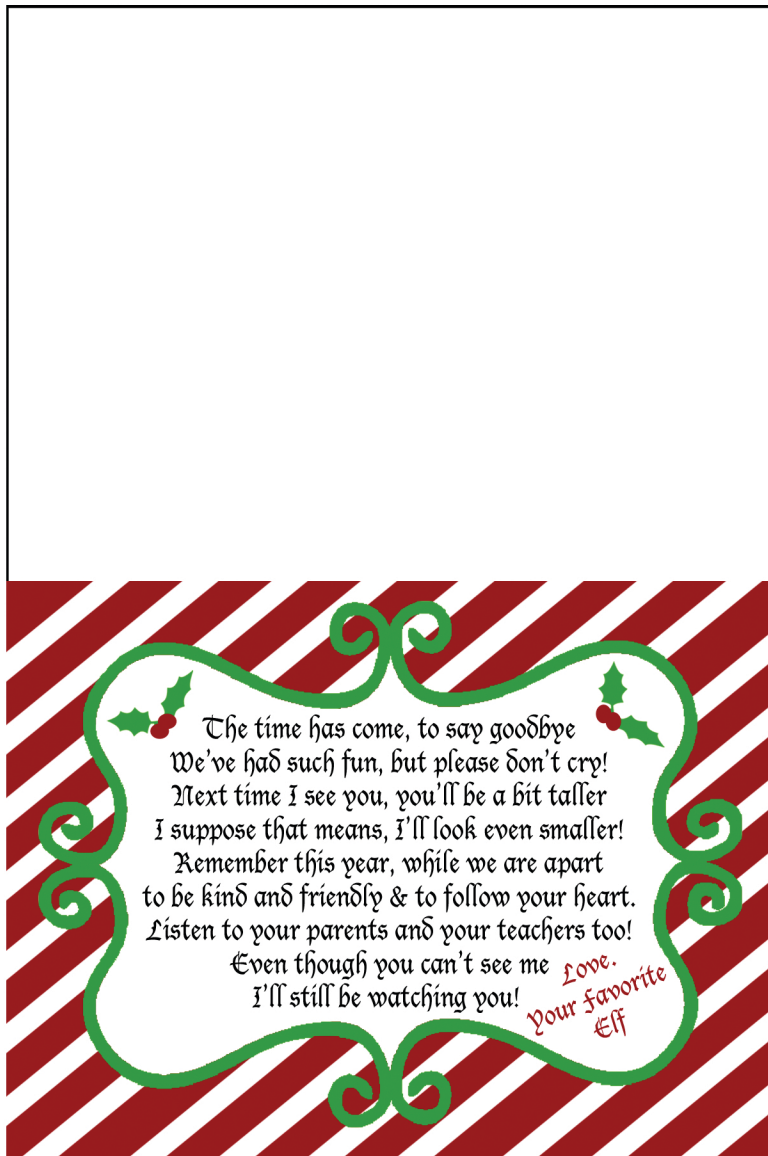 The time has come, to say goodbye
We've had such fun, but please don't cry!
Next time I see you, you'll be a bit taller
I suppose that means, I'll look even smaller!
Remember this year, while we are apart
to be kind and friendly & to follow your heart.
Listen to your parents and your teachers too!
Even though you can't see me
I'll still be watching you!
Love.
Your Favorite
Elf